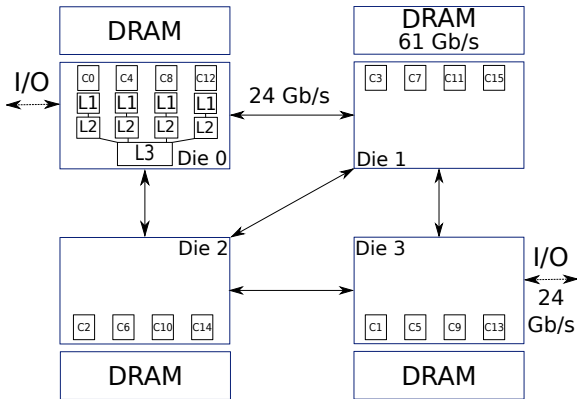 DRAM
DRAM
61 Gb/s
I/O
C0 C4 C8 C12
L1 L1 L1 L1
L2 L2 L2 L2
L3
Die 0
24 Gb/s
C3 C7 C11 C15
Die 1
Die 2
C2 C6 C10 C14
Die 3
C1 C5 C9 C13
I/O
24
Gb/s
DRAM
DRAM